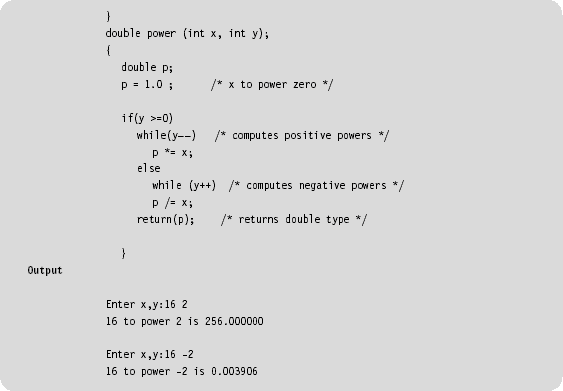 }
double power (int x, int y);
{
double p;
p = 1.0 ; /* x to power zero */
if(y >=0)
while(y--) /* computes positive powers */
p *= x;
else
while (y++) /* computes negative powers */
p /= x;
return(p); /* returns double type */
}
Output
Enter x,y:16 2
16 to power 2 is 256.000000
Enter x,y:16 -2
16 to power -2 is 0.003906